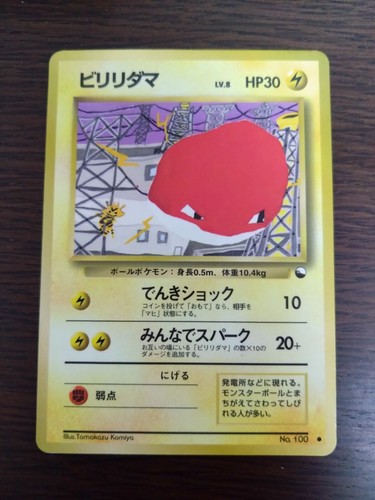 ビリリダマ LV.8 HP30
ボールポケモン：身長0.5m、体重10.4kg
でんきショック 10
コインを投げて「おもて」なら、相手を
「マヒ」状態にする。
みんなでスパーク 20+
お互いの場にいる「ビリリダマ」の数×10の
ダメージを追加する。
にげる
弱点
発電所などに現れる。
モンスターボールとま
ちがえてさわってしび
れる人が多い。
Illus.Tomokazu Komiya
No. 100